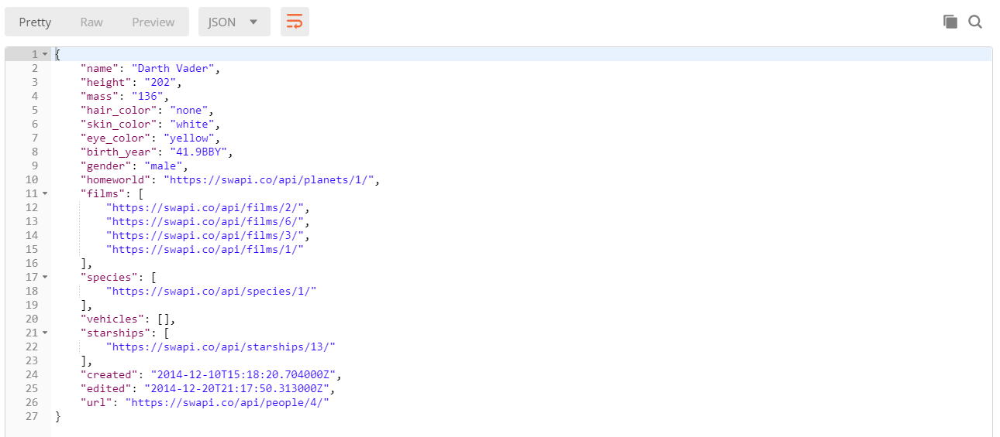 Pretty Raw Preview JSON
1 {
2 "name": "Darth Vader",
3 "height": "202",
4 "mass": "136",
5 "hair_color": "none",
6 "skin_color": "white",
7 "eye_color": "yellow",
8 "birth_year": "41.9BBY",
9 "gender": "male",
10 "homeworld": "https://swapi.co/api/planets/1/",
11 "films": [
12 "https://swapi.co/api/films/2/",
13 "https://swapi.co/api/films/6/",
14 "https://swapi.co/api/films/3/",
15 "https://swapi.co/api/films/1/"
16 ],
17 "species": [
18 "https://swapi.co/api/species/1/"
19 ],
20 "vehicles": [],
21 "starships": [
22 "https://swapi.co/api/starships/13/"
23 ],
24 "created": "2014-12-10T15:18:20.704000Z",
25 "edited": "2014-12-20T21:17:50.313000Z",
26 "url": "https://swapi.co/api/people/4/"
27 }